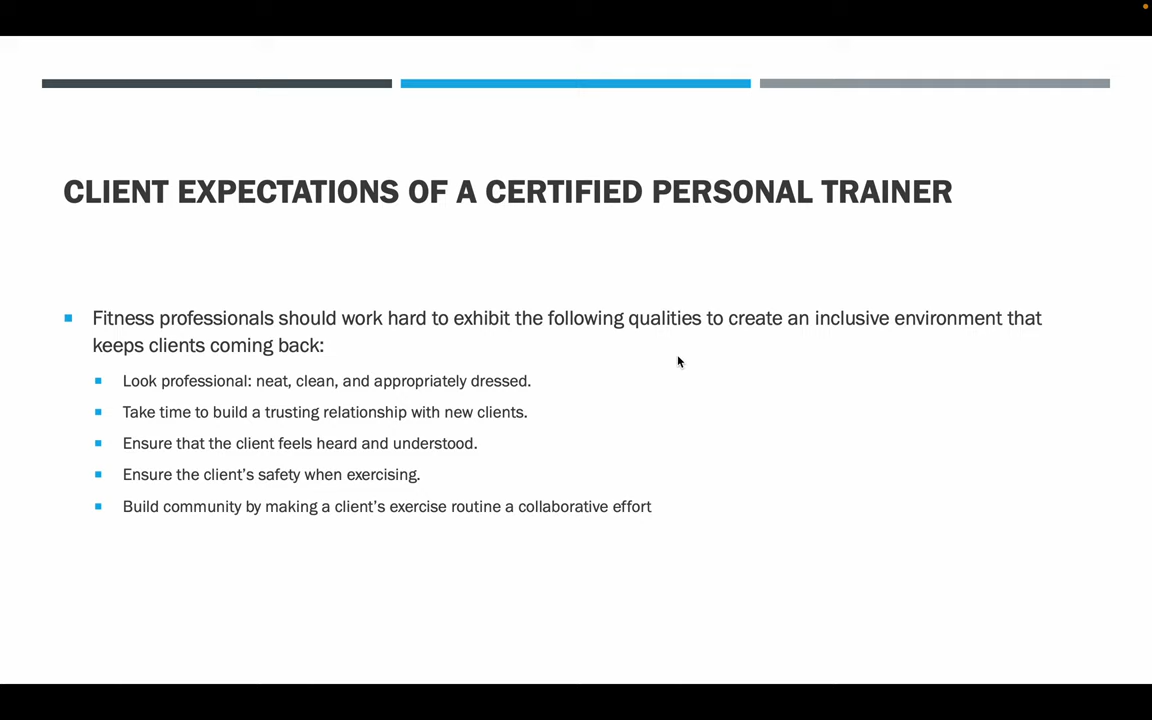 CLIENT EXPECTATIONS OF A CERTIFIED PERSONAL TRAINER
Fitness professionals should work hard to exhibit the following qualities to create an inclusive environment that
keeps clients coming back:
Look professional: neat, clean, and appropriately dressed.
Take time to build a trusting relationship with new clients.
Ensure that the client feels heard and understood.
Ensure the client’s safety when exercising.
Build community by making a client’s exercise routine a collaborative effort